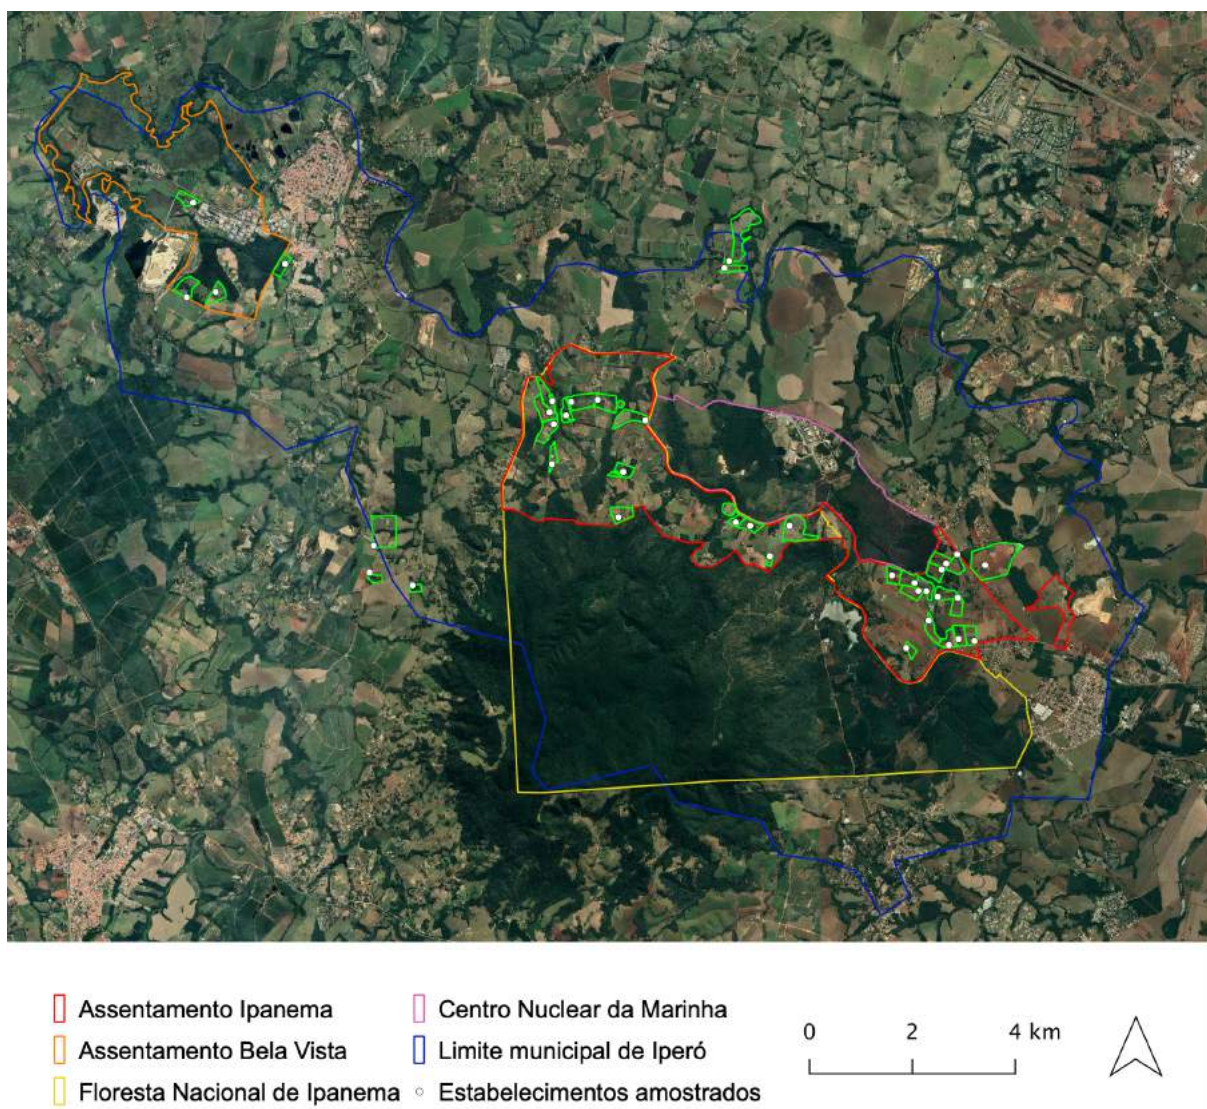 Assentamento Ipanema
Assentamento Bela Vista
Floresta Nacional de Ipanema
Centro Nuclear da Marinha
Limite municipal de Iperó
Estabelecimentos amostrados
0 2 4 km